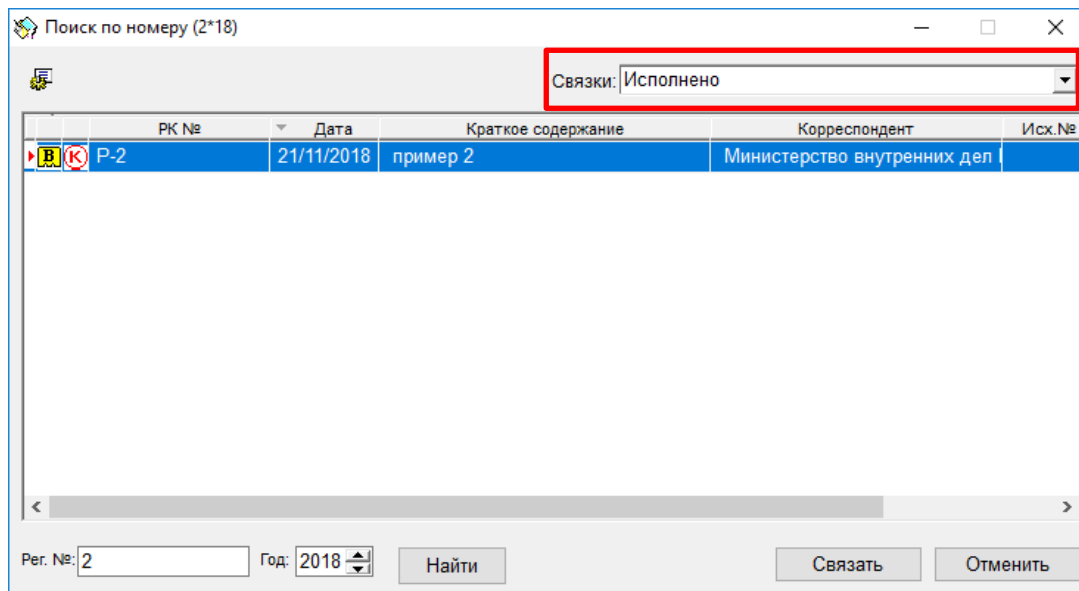 Поиск по номеру (2*18)
Связки: Исполнено
РК № Дата Краткое содержание Корреспондент Исх.№
В К Р-2 21/11/2018 пример 2 Министерство внутренних дел
Рег. №: 2 Год: 2018 Найти Связать Отменить